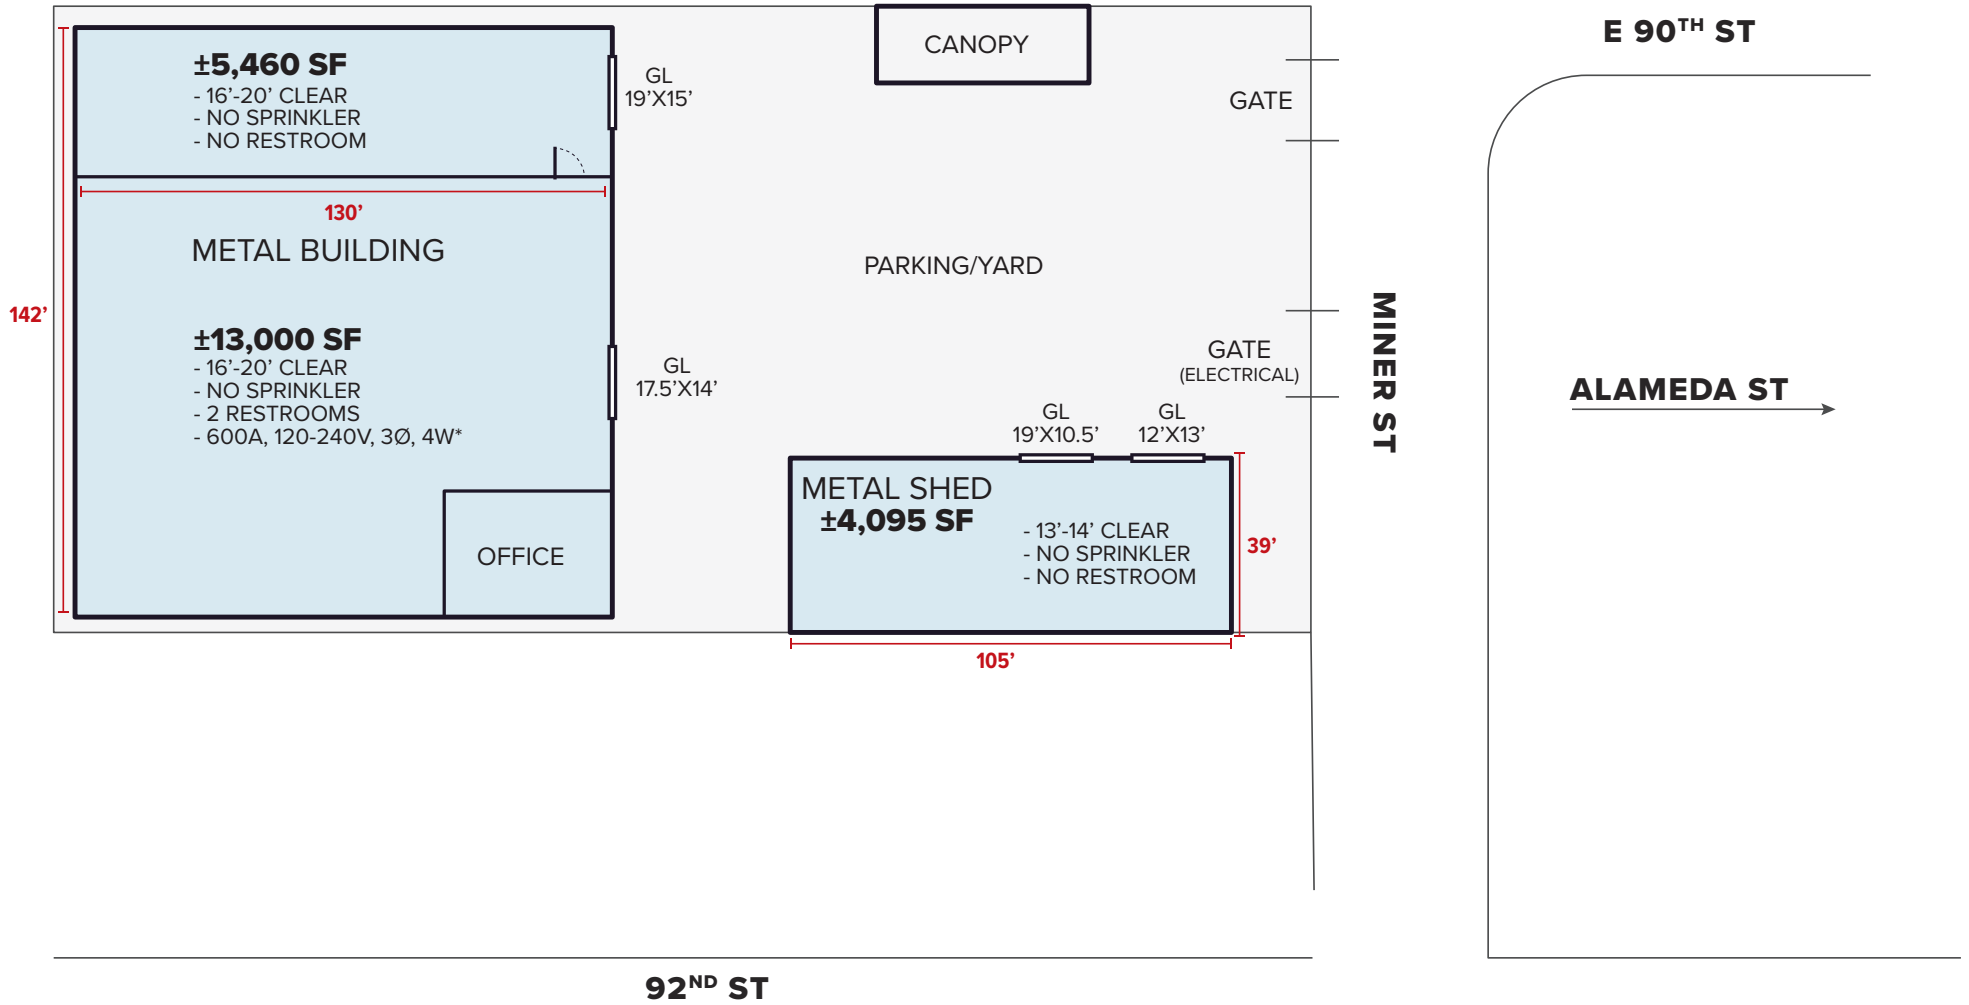 E 90TH ST
CANOPY
±5,460 SF
- 16’-20’ CLEAR
- NO SPRINKLER
- NO RESTROOM
GL
19’X15’
GATE
130’
METAL BUILDING
PARKING/YARD
142’
±13,000 SF
- 16’-20’ CLEAR
- NO SPRINKLER
- 2 RESTROOMS
- 600A, 120-240V, 3Ø, 4W*
GL
17.5’X14’
GATE
(ELECTRICAL)
MINER ST
ALAMEDA ST
GL
19’X10.5’
GL
12’X13’
METAL SHED
±4,095 SF
- 13’-14’ CLEAR
- NO SPRINKLER
- NO RESTROOM
39’
OFFICE
105’
92ND ST